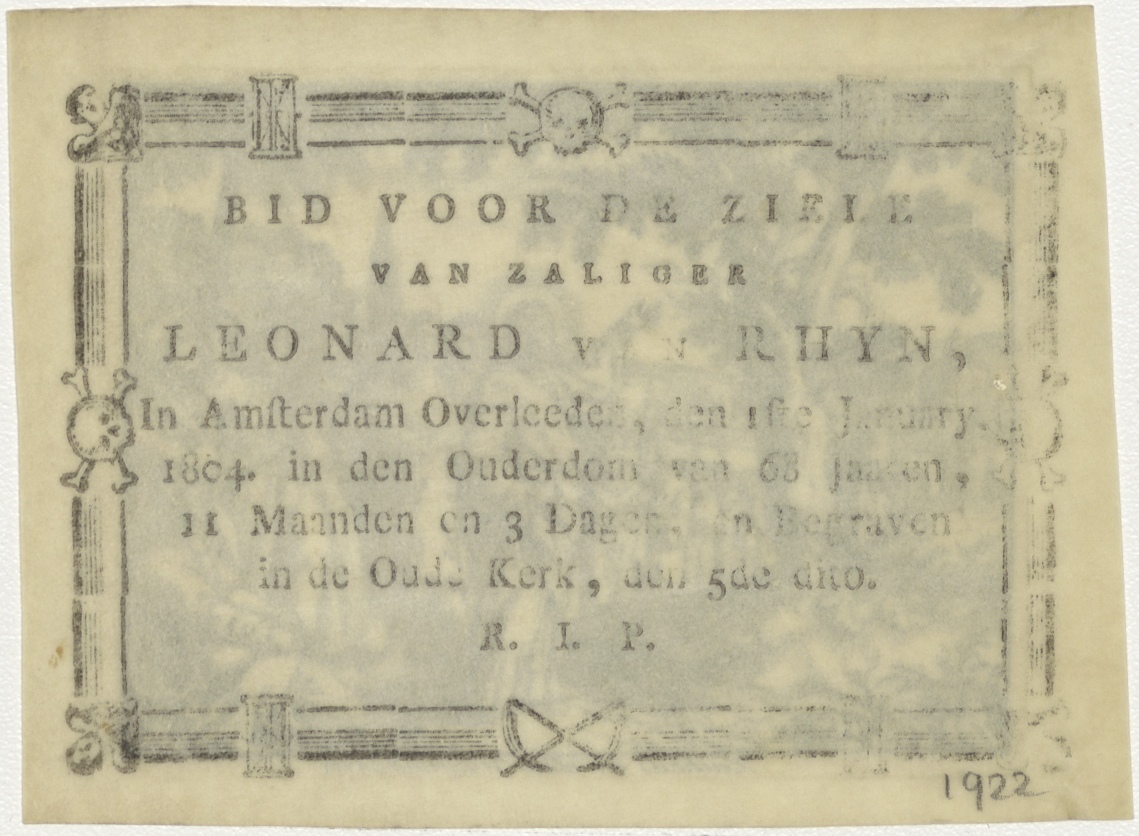 BID VOOR DE ZIELE
VAN ZALIGER
LEONARD VAN RHYN,
In Amſterdam Overleeden, den 1ſte January.
1804. in den Ouderdom van 68 Jaaren,
11 Maanden en 3 Dagen, en Begraven
in de Oude Kerk, den 5de dito.
R. I. P.
1922